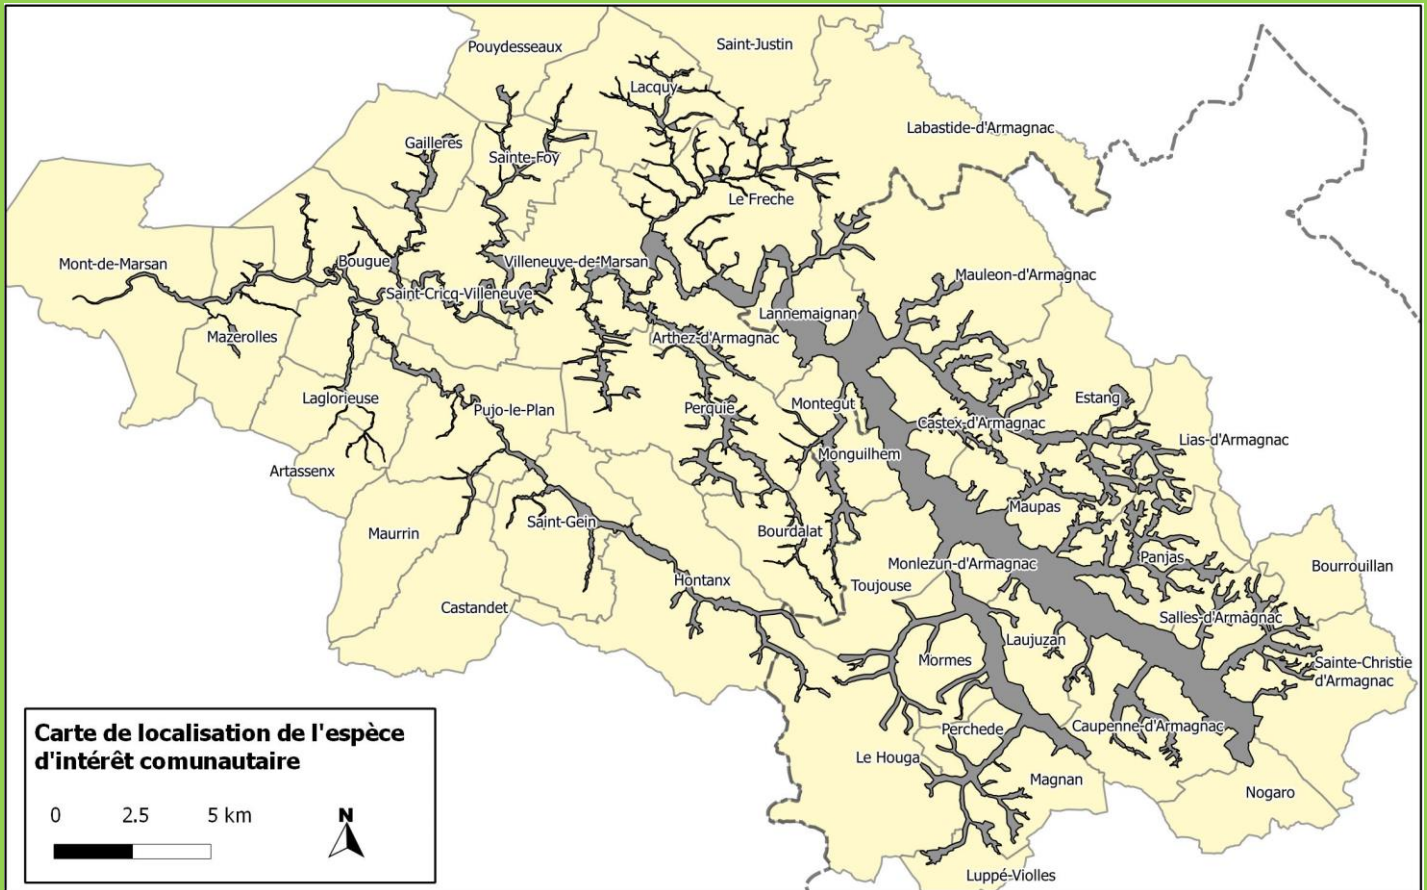 Pouydesseaux
Saint-Justin
Lacquy
Labastide-d'Armagnac
Gailleres
Sainte-Foy
Le Freche
Mont-de-Marsan
Bougue
Villeneuve-de-Marsan
Mauleon-d'Armagnac
Saint-Cricq-Villeneuve
Lannemaignan
Mazerolles
Arthez-d'Armagnac
Laglorieuse
Pujo-le-Plan
Perquie
Montegut
Estang
Castex-d'Armagnac
Lias-d'Armagnac
Monguilhem
Artassenx
Maupas
Maurrin
Saint-Gein
Bourdalat
Panjas
Monlezun-d'Armagnac
Bourrouillan
Hontanx
Toujouse
Castandet
Salles-d'Armagnac
Laujuzan
Mormes
Sainte-Christie
d'Armagnac
Perchede
Caupenne-d'Armagnac
Le Houga
Magnan
Nogaro
Luppé-Violles
Carte de localisation de l'espèce
d'intérêt comunautaire
0 2.5 5 km
N